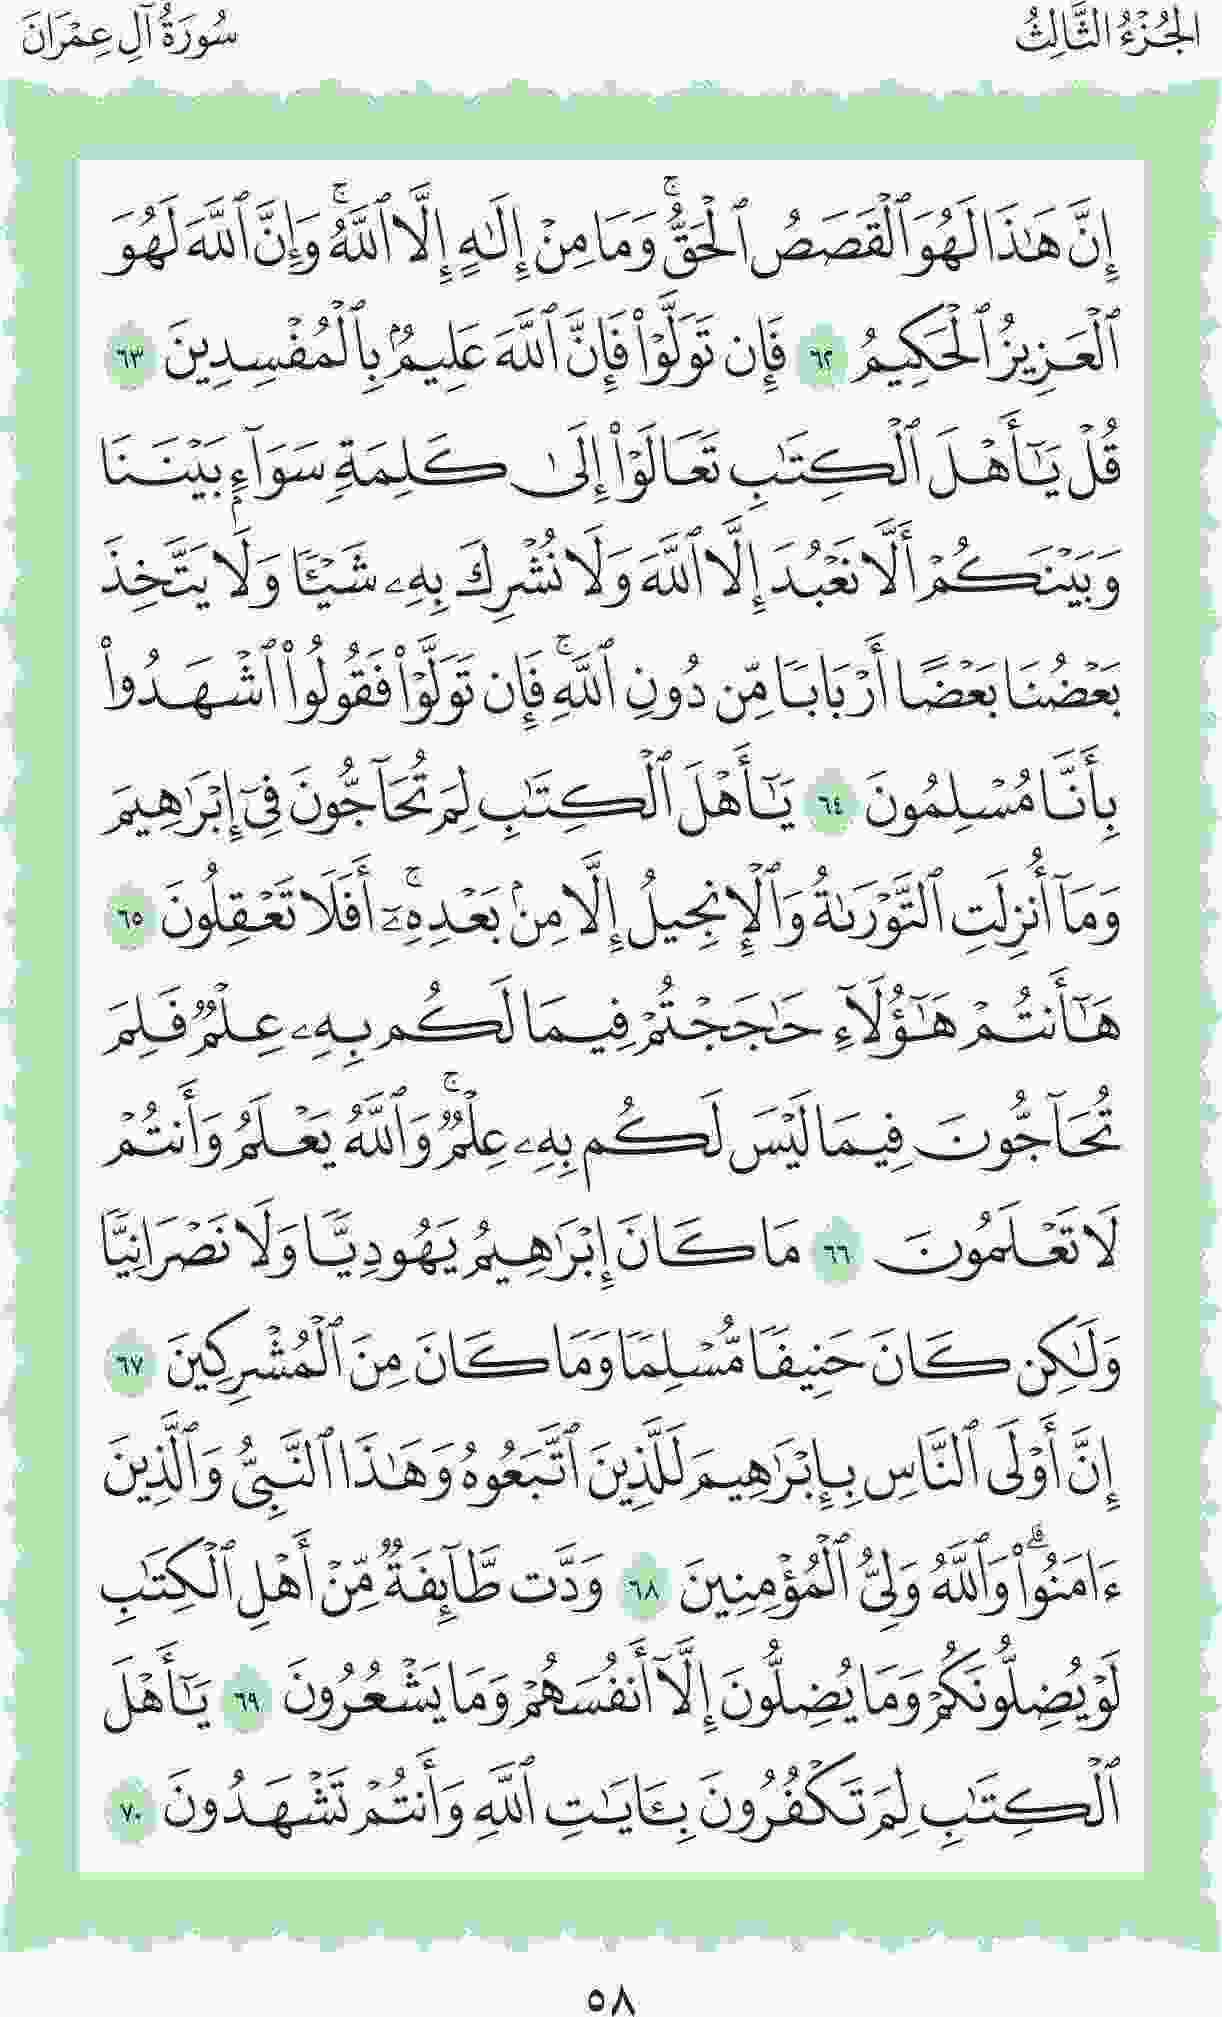 الجُزْءُ الثَّالِثُ
سُورَةُ آلِ عِمْرَانَ
إِنَّ هَٰذَا لَهُوَ ٱلْقَصَصُ ٱلْحَقُّۚ وَمَا مِنْ إِلَٰهٍ إِلَّا ٱللَّهُۚ وَإِنَّ ٱللَّهَ لَهُوَ
ٱلْعَزِيزُ ٱلْحَكِيمُ ٦٢ فَإِن تَوَلَّوْا۟ فَإِنَّ ٱللَّهَ عَلِيمٌۢ بِٱلْمُفْسِدِينَ ٦٣
قُلْ يَٰٓأَهْلَ ٱلْكِتَٰبِ تَعَالَوْا۟ إِلَىٰ كَلِمَةٍ سَوَآءٍۭ بَيْنَنَا
وَبَيْنَكُمْ أَلَّا نَعْبُدَ إِلَّا ٱللَّهَ وَلَا نُشْرِكَ بِهِۦ شَيْـًٔا وَلَا يَتَّخِذَ
بَعْضُنَا بَعْضًا أَرْبَابًا مِّن دُونِ ٱللَّهِۚ فَإِن تَوَلَّوْا۟ فَقُولُوا۟ ٱشْهَدُوا۟
بِأَنَّا مُسْلِمُونَ ٦٤ يَٰٓأَهْلَ ٱلْكِتَٰبِ لِمَ تُحَآجُّونَ فِىٓ إِبْرَٰهِيمَ
وَمَآ أُنزِلَتِ ٱلتَّوْرَىٰةُ وَٱلْإِنجِيلُ إِلَّا مِنۢ بَعْدِهِۦٓۚ أَفَلَا تَعْقِلُونَ ٦٥
هَٰٓأَنتُمْ هَٰٓؤُلَآءِ حَٰجَجْتُمْ فِيمَا لَكُم بِهِۦ عِلْمٌ فَلِمَ
تُحَآجُّونَ فِيمَا لَيْسَ لَكُم بِهِۦ عِلْمٌۚ وَٱللَّهُ يَعْلَمُ وَأَنتُمْ
لَا تَعْلَمُونَ ٦٦ مَا كَانَ إِبْرَٰهِيمُ يَهُودِيًّا وَلَا نَصْرَانِيًّا
وَلَٰكِن كَانَ حَنِيفًا مُّسْلِمًا وَمَا كَانَ مِنَ ٱلْمُشْرِكِينَ ٦٧
إِنَّ أَوْلَى ٱلنَّاسِ بِإِبْرَٰهِيمَ لَلَّذِينَ ٱتَّبَعُوهُ وَهَٰذَا ٱلنَّبِىُّ وَٱلَّذِينَ
ءَامَنُوا۟ۗ وَٱللَّهُ وَلِىُّ ٱلْمُؤْمِنِينَ ٦٨ وَدَّت طَّآئِفَةٌ مِّنْ أَهْلِ ٱلْكِتَٰبِ
لَوْ يُضِلُّونَكُمْ وَمَا يُضِلُّونَ إِلَّآ أَنفُسَهُمْ وَمَا يَشْعُرُونَ ٦٩ يَٰٓأَهْلَ
ٱلْكِتَٰبِ لِمَ تَكْفُرُونَ بِـَٔايَٰتِ ٱللَّهِ وَأَنتُمْ تَشْهَدُونَ ٧٠
٥٨